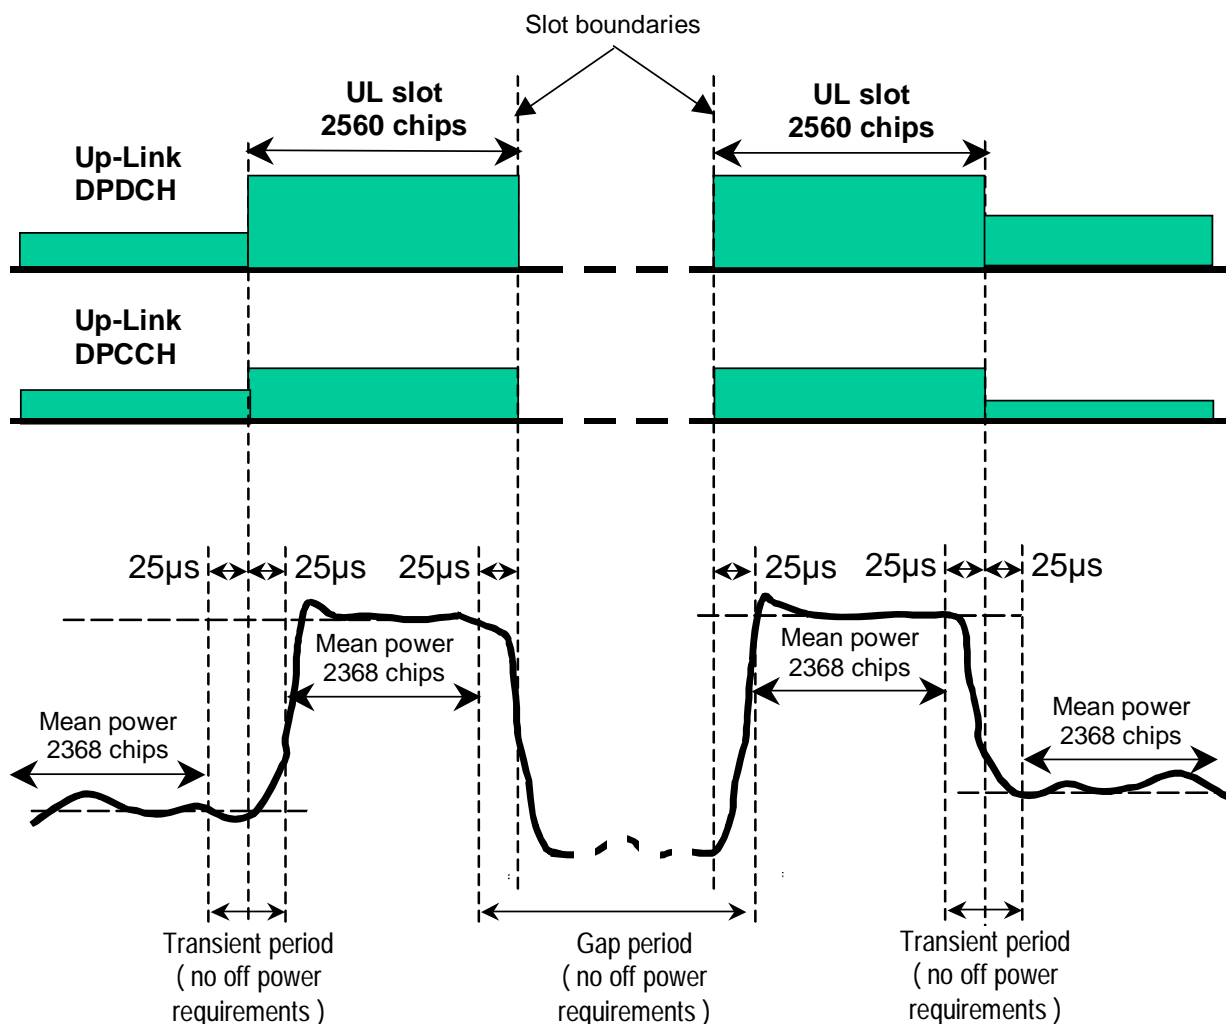 Slot boundaries
UL slot
2560 chips
UL slot
2560 chips
Up-Link
DPDCH
Up-Link
DPCCH
25µs
25µs
25µs
25µs
25µs
25µs
Mean power
2368 chips
Mean power
2368 chips
Mean power
2368 chips
Mean power
2368 chips
Transient period
( no off power
requirements )
Gap period
( no off power
requirements )
Transient period
( no off power
requirements )